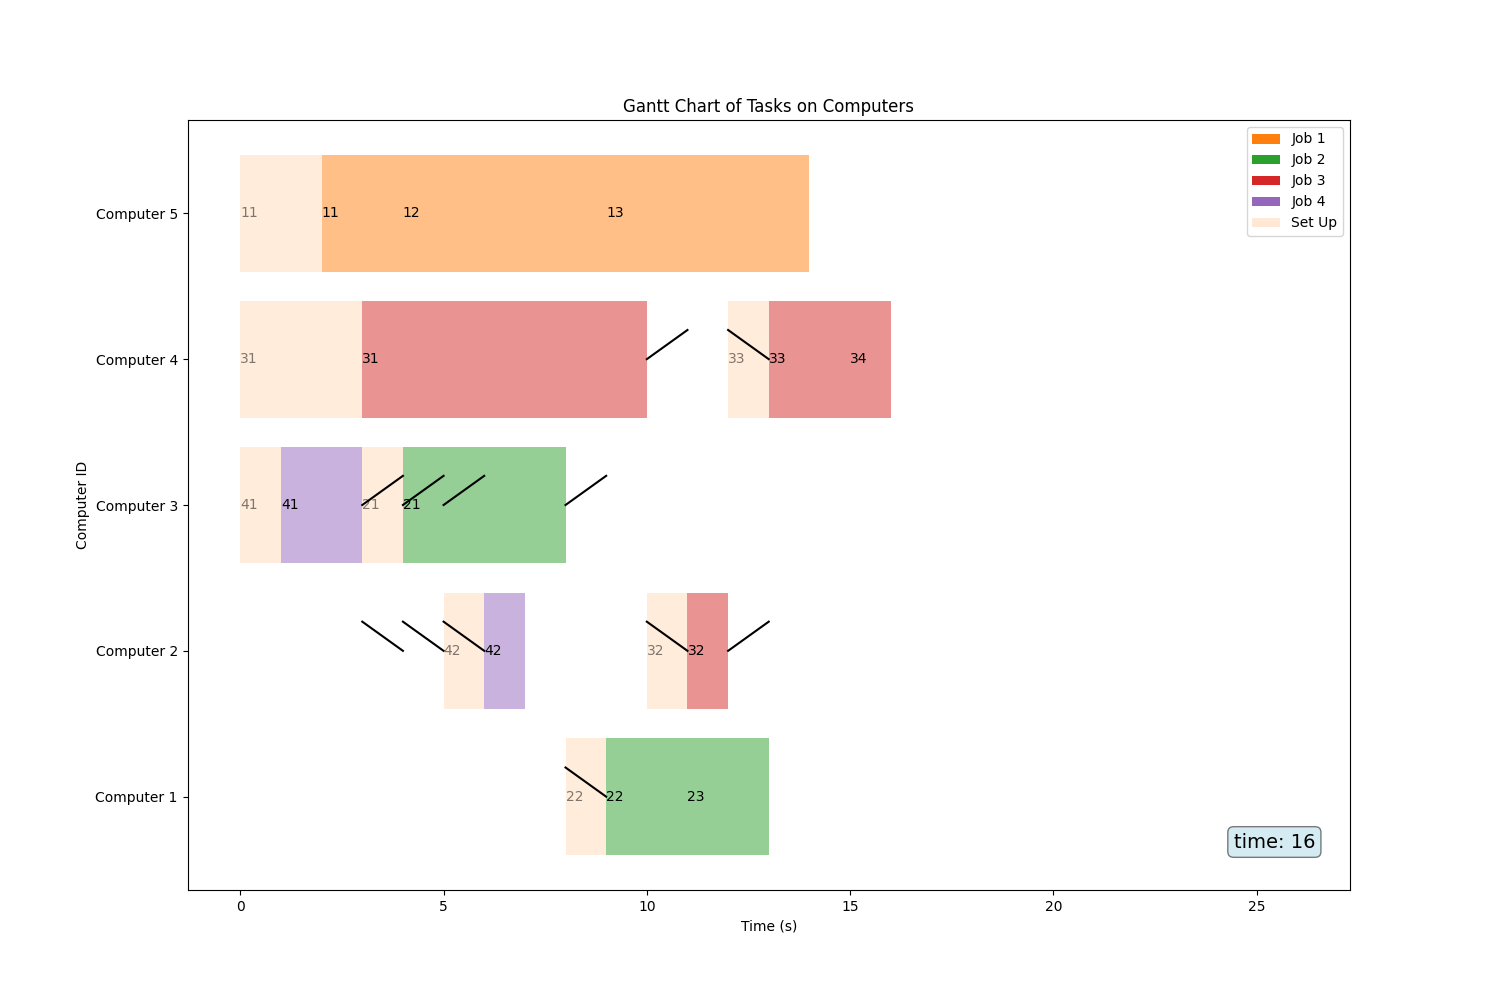 Gantt Chart of Tasks on Computers
Job 1
Job 2
Job 3
Job 4
Set Up
Computer 5
11 11 12 13
Computer 4
31 31 33 33 34
Computer 3
41 41 21 21
Computer 2
42 42 32 32
Computer 1
22 22 23
Computer ID
time: 16
0 5 10 15 20 25
Time (s)